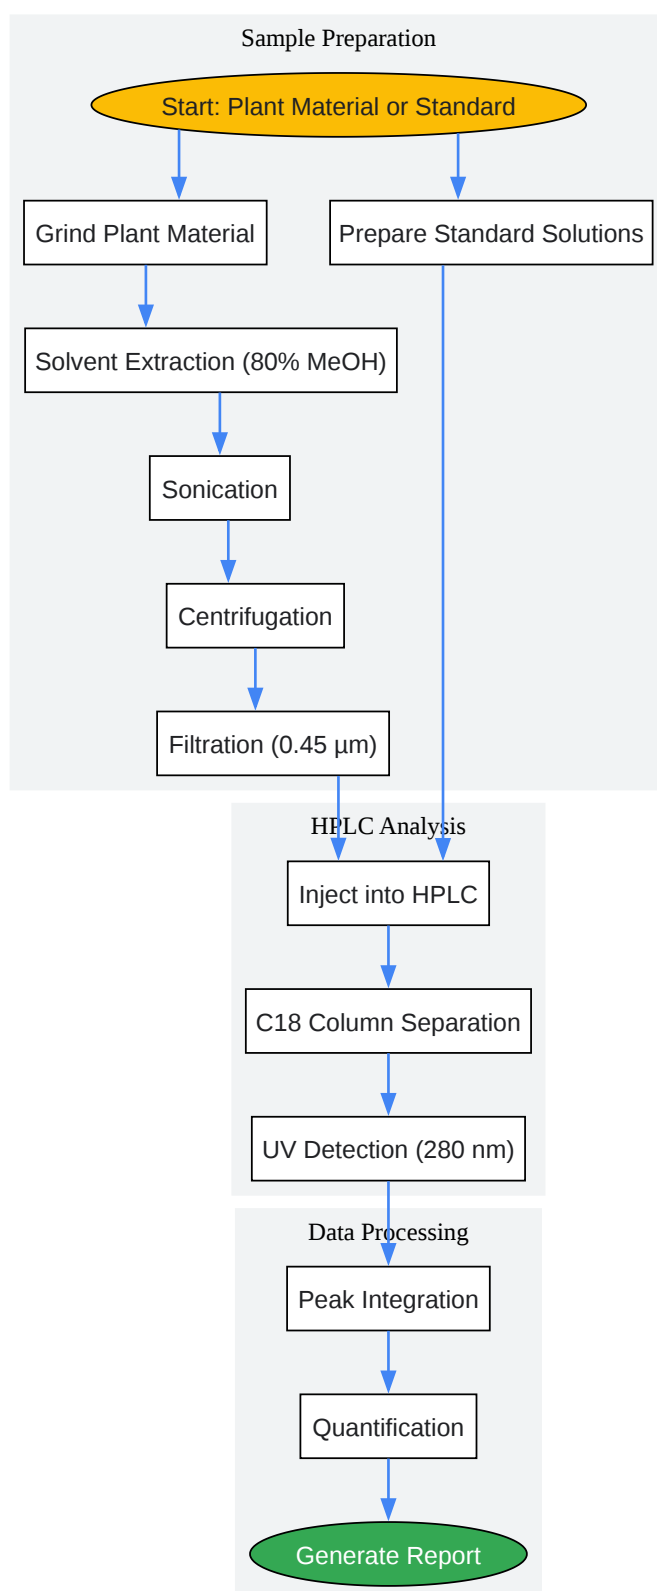 Sample Preparation
Start: Plant Material or Standard
Grind Plant Material
Prepare Standard Solutions
Solvent Extraction (80% MeOH)
Sonication
Centrifugation
Filtration (0.45 µm)
HPLC Analysis
Inject into HPLC
C18 Column Separation
UV Detection (280 nm)
Data Processing
Peak Integration
Quantification
Generate Report